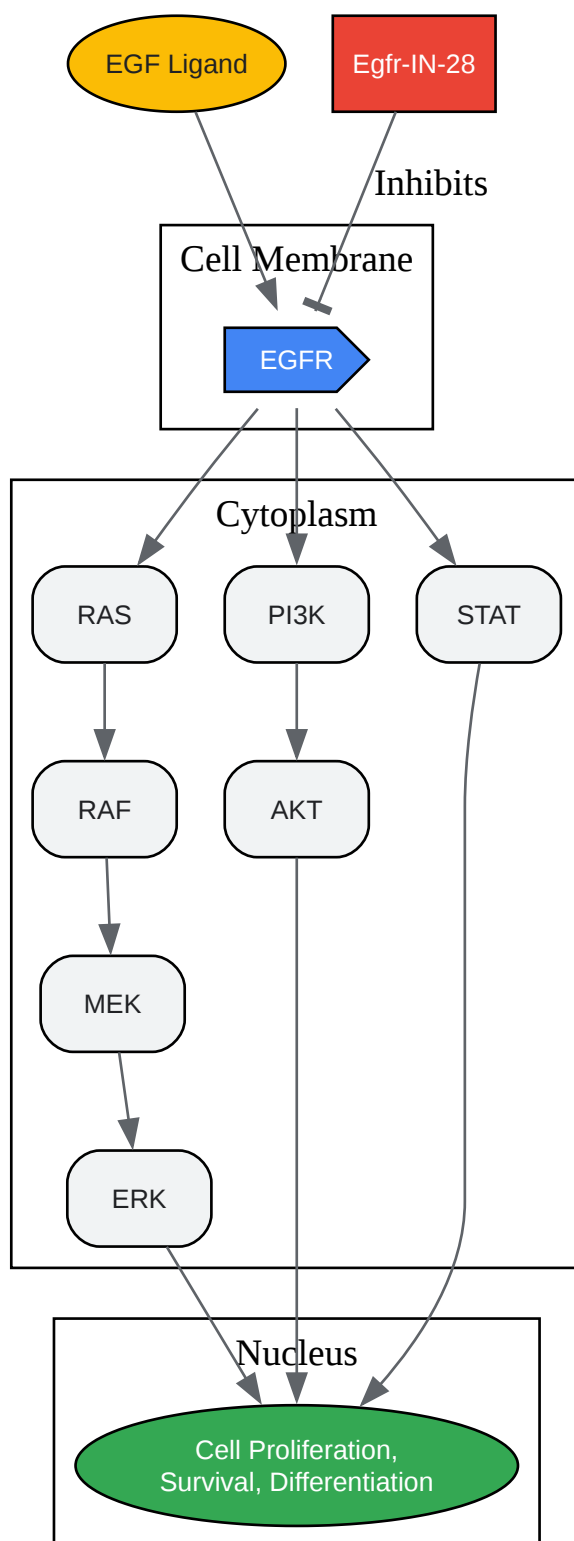 EGF Ligand
Egfr-IN-28
Inhibits
Cell Membrane
EGFR
Cytoplasm
RAS
PI3K
STAT
RAF
AKT
MEK
ERK
Nucleus
Cell Proliferation,
Survival, Differentiation